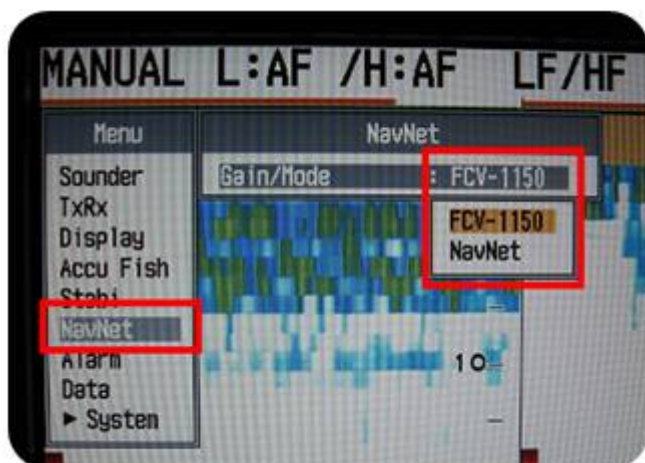 MANUAL L:AF /H:AF LF/HF
Menu
NavNet
Sounder
Gain/Mode : FCV-1150
TxRx
FCV-1150
Display
NavNet
Accu Fish
Stabi
NavNet
Alarm
10
Data
► System